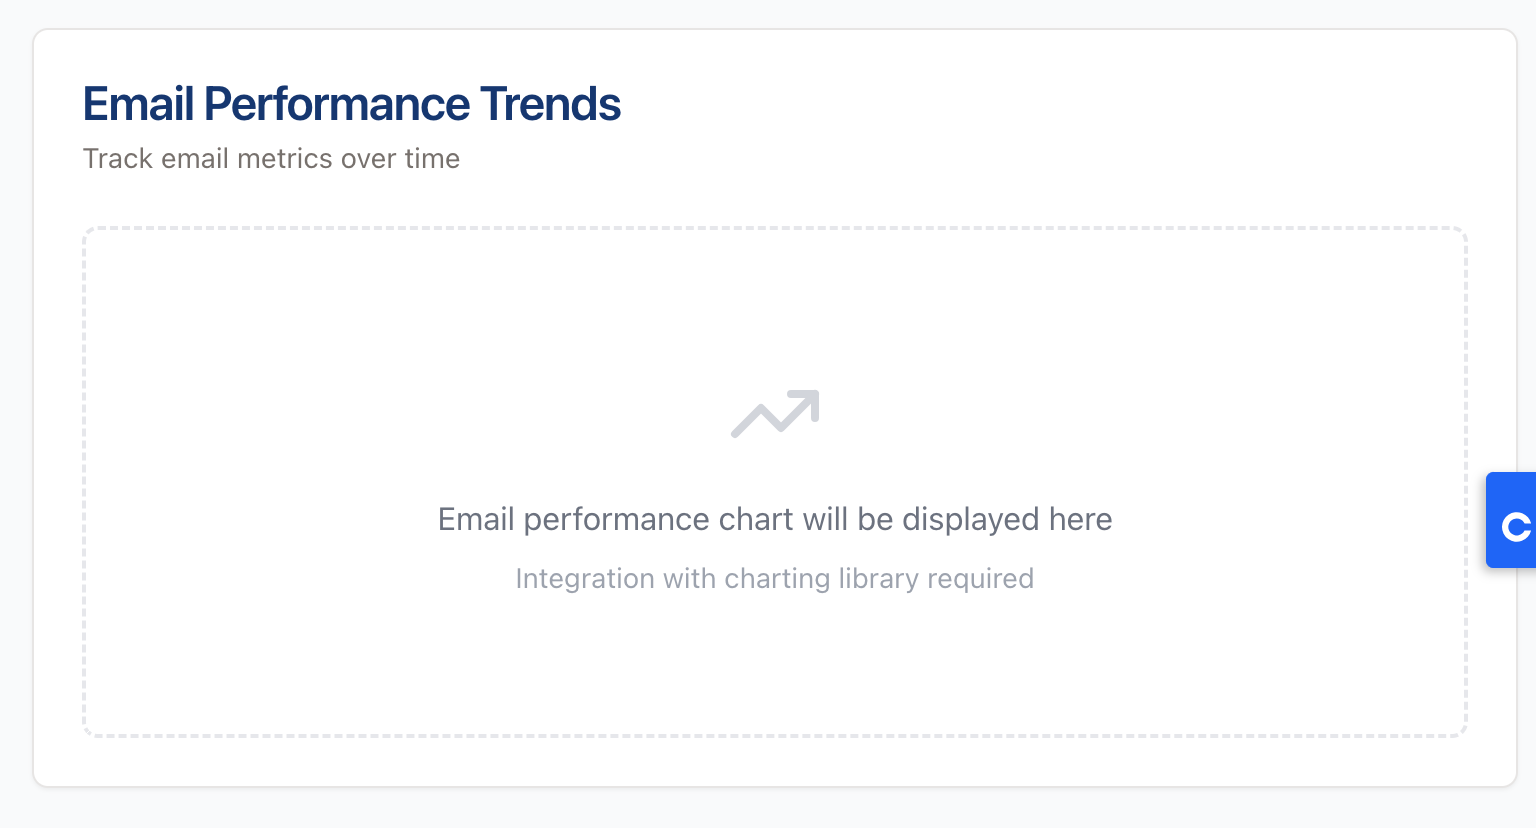 Email Performance Trends
Track email metrics over time
Email performance chart will be displayed here
Integration with charting library required
C